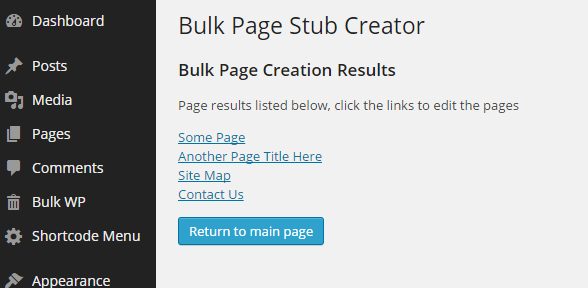 Dashboard
Posts
Media
Pages
Comments
Bulk WP
Shortcode Menu
Appearance
Bulk Page Stub Creator
Bulk Page Creation Results
Page results listed below, click the links to edit the pages
Some Page
Another Page Title Here
Site Map
Contact Us
Return to main page